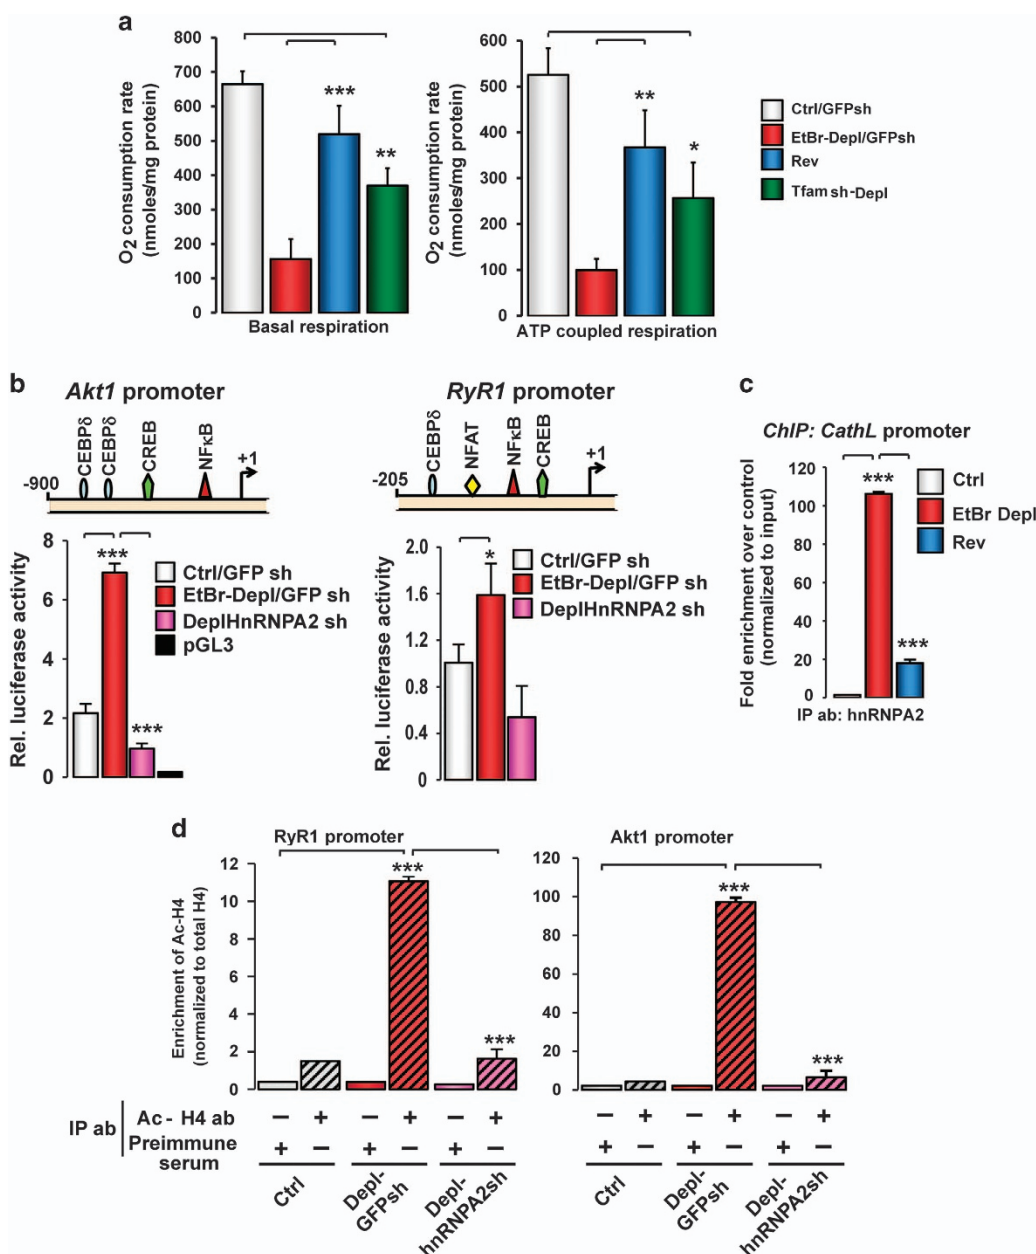 a
800
700
600
500
400
300
200
100
0
O2 consumption rate
(nmoles/mg protein)
***
**
Basal respiration
600
500
400
300
200
100
0
O2 consumption rate
(nmoles/mg protein)
**
*
ATP coupled respiration
Ctrl/GFPsh
EtBr-Depl/GFPsh
Rev
Tfam sh-Depl
b
Akt1 promoter
CEBPδ
CEBPδ
CREB
NFκB
+1
-900
8
6
4
2
0
Rel. luciferase activity
***
***
Ctrl/GFP sh
EtBr-Depl/GFP sh
DeplHnRNPA2 sh
pGL3
RyR1 promoter
CEBPδ
NFAT
NFκB
CREB
+1
-205
2.0
1.6
1.2
0.8
0.4
0
Rel. luciferase activity
*
Ctrl/GFP sh
EtBr-Depl/GFP sh
DeplHnRNPA2 sh
c
ChIP: CathL promoter
120
100
80
60
40
20
0
Fold enrichment over control
(normalized to input)
***
***
Ctrl
EtBr Depl
Rev
IP ab: hnRNPA2
d
RyR1 promoter
12
10
8
6
4
2
0
Enrichment of Ac-H4
(normalized to total H4)
***
***
Akt1 promoter
120
100
80
60
40
20
0
***
***
IP ab
Ac - H4 ab − + − + − + − + − + − +
Preimmune
serum + − + − + − + − + − + −
Ctrl
Depl-
GFPsh
Depl-
hnRNPA2sh
Ctrl
Depl-
GFPsh
Depl-
hnRNPA2sh